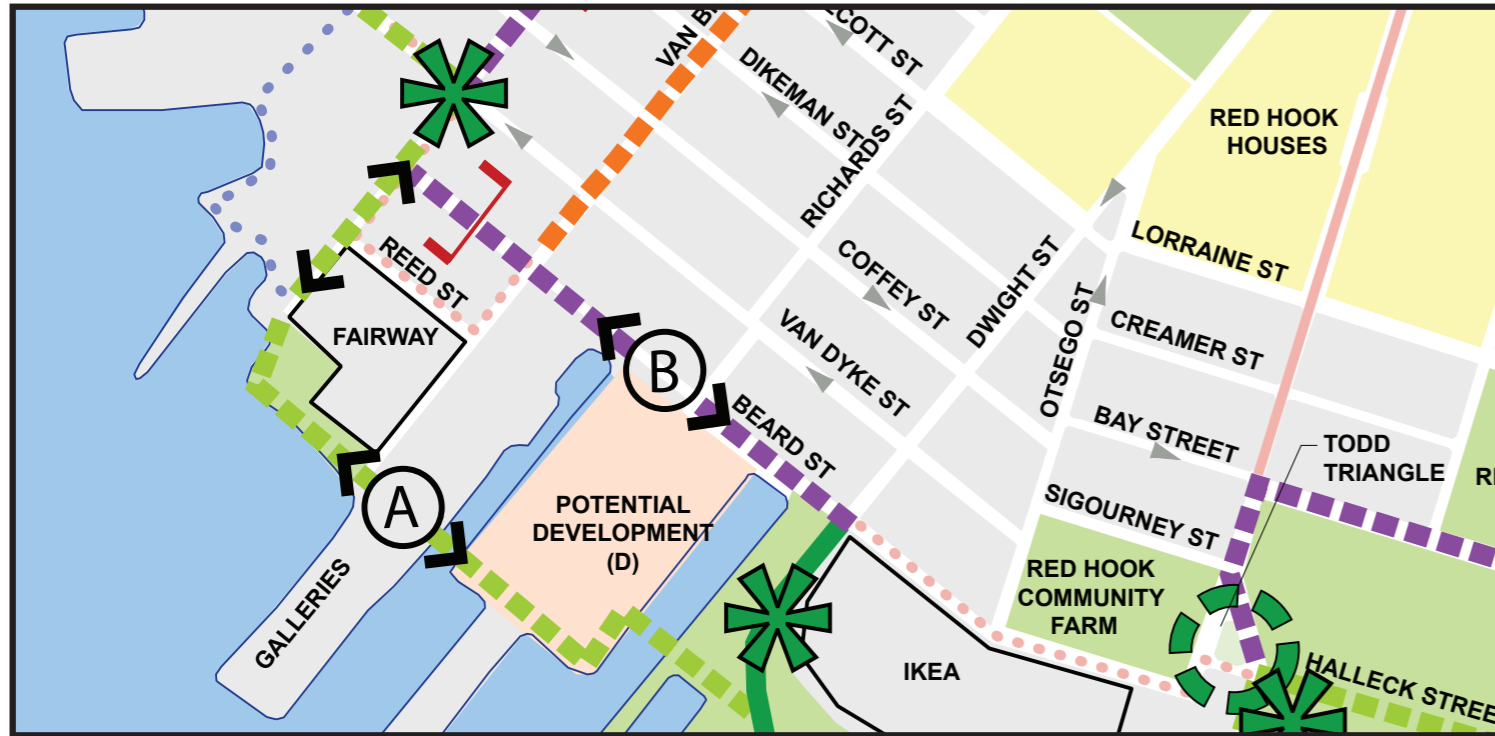 VAN B
COTT ST
DIKEMAN ST
RICHARDS ST
RED HOOK
HOUSES
LORRAINE ST
REED ST
FAIRWAY
COFFEY ST
DWIGHT ST
OTSEGO ST
CREAMER ST
VAN DYKE ST
B
BEARD ST
BAY STREET
TODD
TRIANGLE
SIGOURNEY ST
A
POTENTIAL
DEVELOPMENT
(D)
RED HOOK
COMMUNITY
FARM
GALLERIES
IKEA
HALLECK STREE